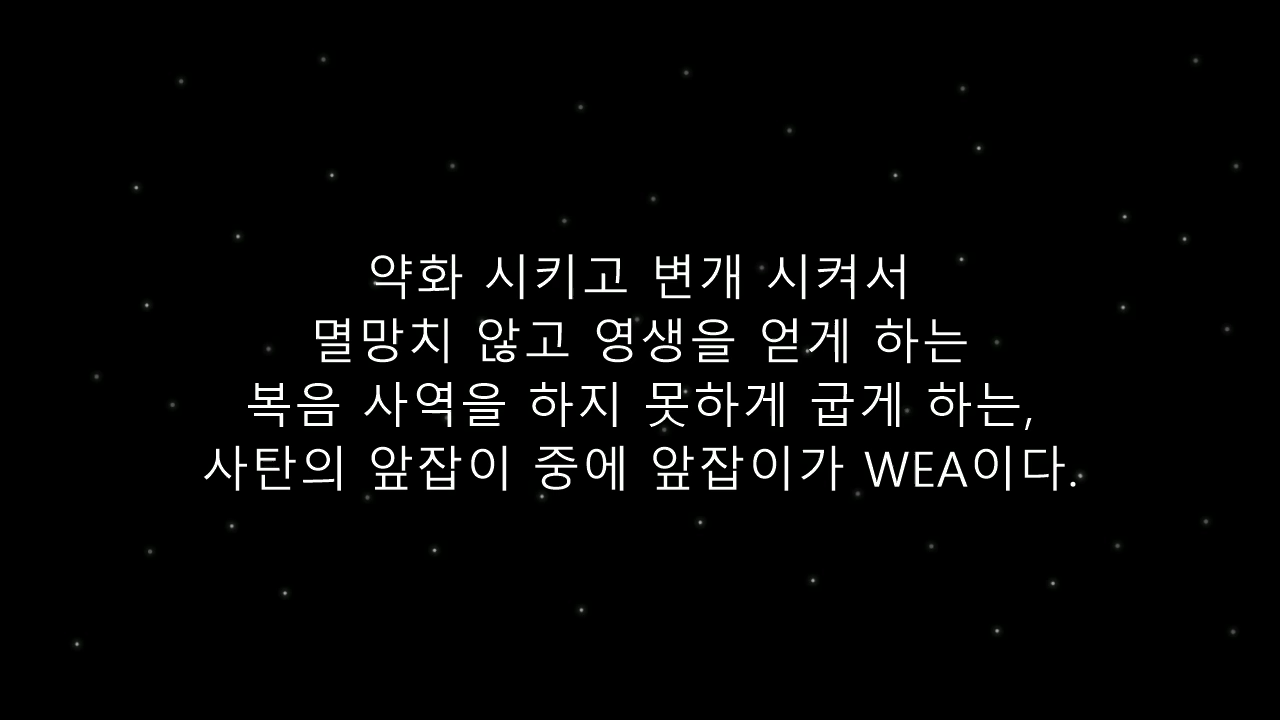 약화 시키고 변개 시켜서
멸망치 않고 영생을 얻게 하는
복음 사역을 하지 못하게 굽게 하는,
사탄의 앞잡이 중에 앞잡이가 WEA이다.